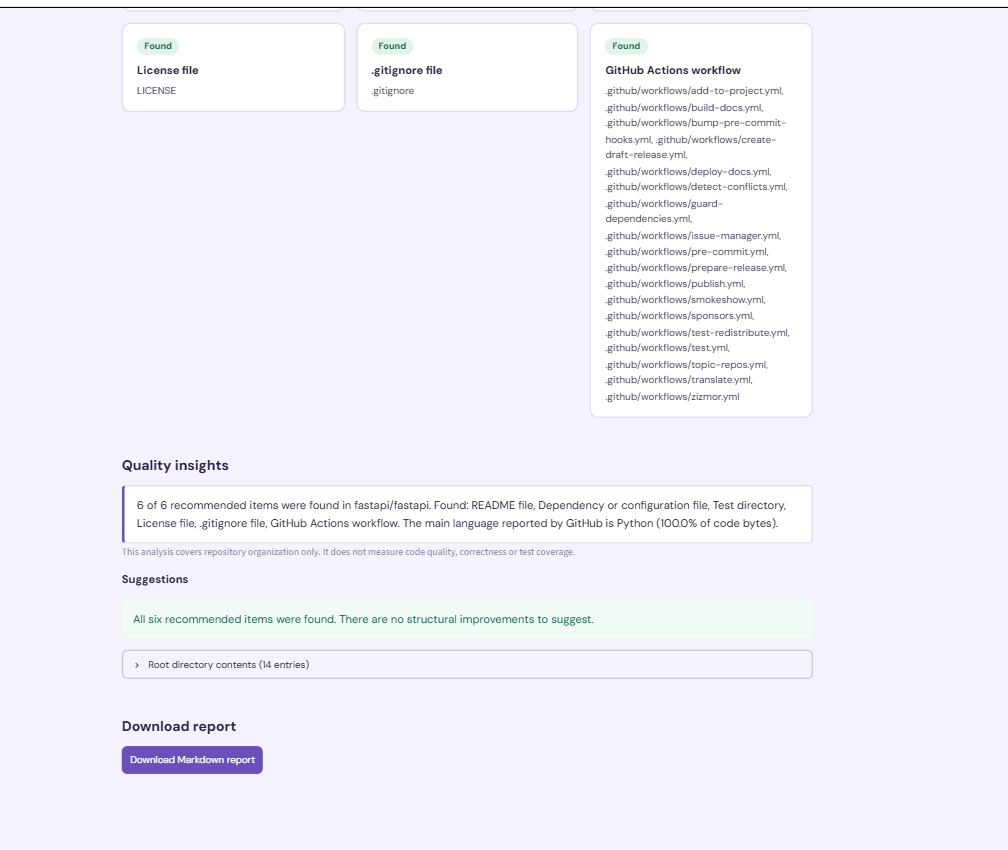 Found
License file
LICENSE
Found
.gitignore file
.gitignore
Found
GitHub Actions workflow
.github/workflows/add-to-project.yml,
.github/workflows/build-docs.yml,
.github/workflows/bump-pre-commit-
hooks.yml, .github/workflows/create-
draft-release.yml,
.github/workflows/deploy-docs.yml,
.github/workflows/detect-conflicts.yml,
.github/workflows/guard-
dependencies.yml,
.github/workflows/issue-manager.yml,
.github/workflows/pre-commit.yml,
.github/workflows/prepare-release.yml,
.github/workflows/publish.yml,
.github/workflows/smokeshow.yml,
.github/workflows/sponsors.yml,
.github/workflows/test-redistribute.yml,
.github/workflows/test.yml,
.github/workflows/topic-repos.yml,
.github/workflows/translate.yml,
.github/workflows/zizmor.yml
Quality insights
6 of 6 recommended items were found in fastapi/fastapi. Found: README file, Dependency or configuration file, Test directory,
License file, .gitignore file, GitHub Actions workflow. The main language reported by GitHub is Python (100.0% of code bytes).
This analysis covers repository organization only. It does not measure code quality, correctness or test coverage.
Suggestions
All six recommended items were found. There are no structural improvements to suggest.
Root directory contents (14 entries)
Download report
Download Markdown report